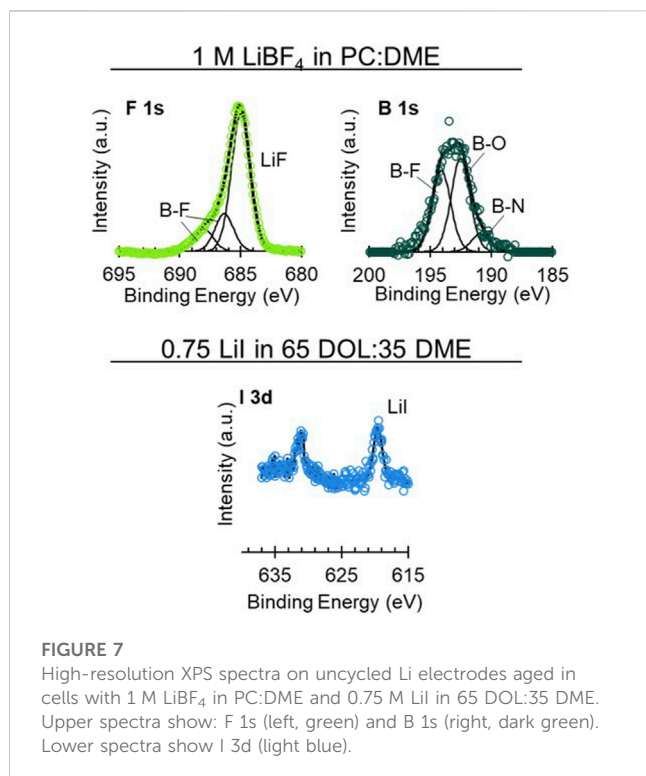 1 M LiBF₄ in PC:DME
F 1s
Intensity (a.u.)
LiF
B-F
695 690 685 680
Binding Energy (eV)
B 1s
Intensity (a.u.)
B-O
B-F
B-N
200 195 190 185
Binding Energy (eV)
0.75 LiI in 65 DOL:35 DME
I 3d
Intensity (a.u.)
LiI
635 625 615
Binding Energy (eV)
FIGURE 7
High-resolution XPS spectra on uncycled Li electrodes aged in
cells with 1 M LiBF₄ in PC:DME and 0.75 M LiI in 65 DOL:35 DME.
Upper spectra show: F 1s (left, green) and B 1s (right, dark green).
Lower spectra show I 3d (light blue).